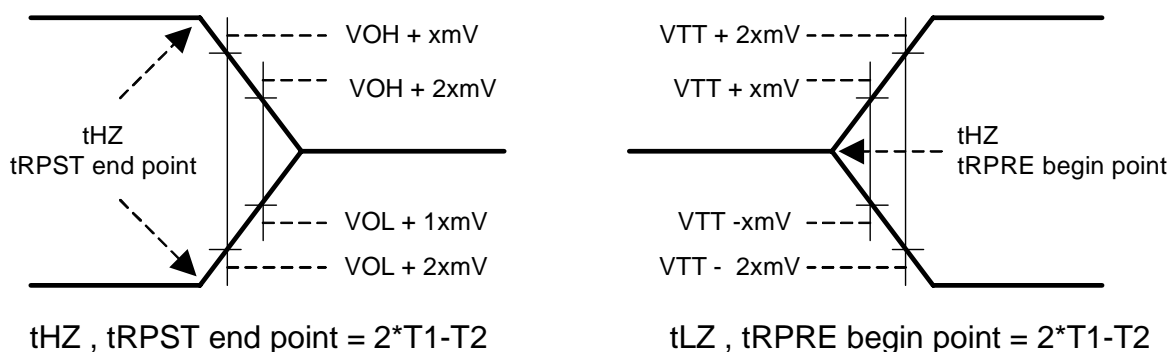 VOH + xmV
VOH + 2xmV
tHZ
tRPST end point
VOL + 1xmV
VOL + 2xmV
tHZ , tRPST end point = 2*T1-T2
VTT + 2xmV
VTT + xmV
tHZ
tRPRE begin point
VTT -xmV
VTT - 2xmV
tLZ , tRPRE begin point = 2*T1-T2